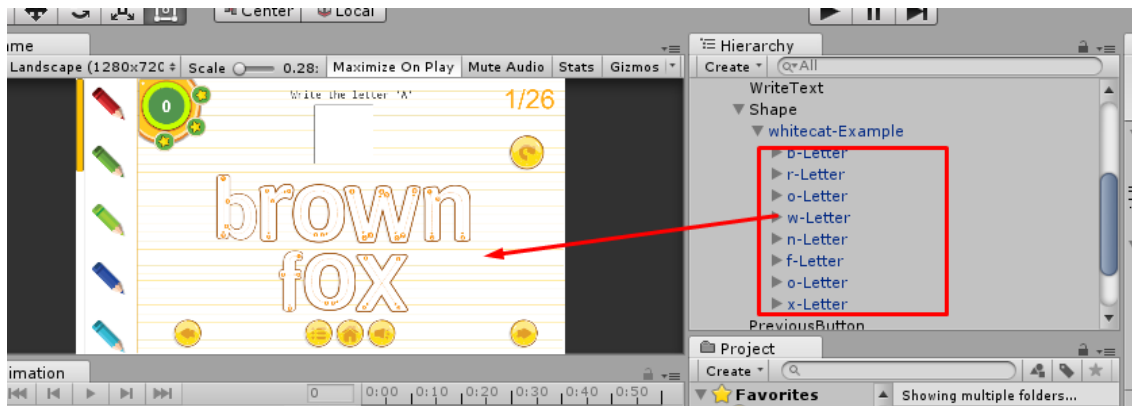 Center Local
ame
Landscape (1280x720 Scale 0.28: Maximize On Play Mute Audio Stats Gizmos
0
Write the letter 'A'
1/26
brown
fox
Hierarchy
Create All
WriteText
Shape
whitecat-Example
b-Letter
r-Letter
o-Letter
w-Letter
n-Letter
f-Letter
o-Letter
x-Letter
PreviousButton
nimation
0 0:00 0:10 0:20 0:30 0:40 0:50
Project
Create
Favorites
Showing multiple folders...